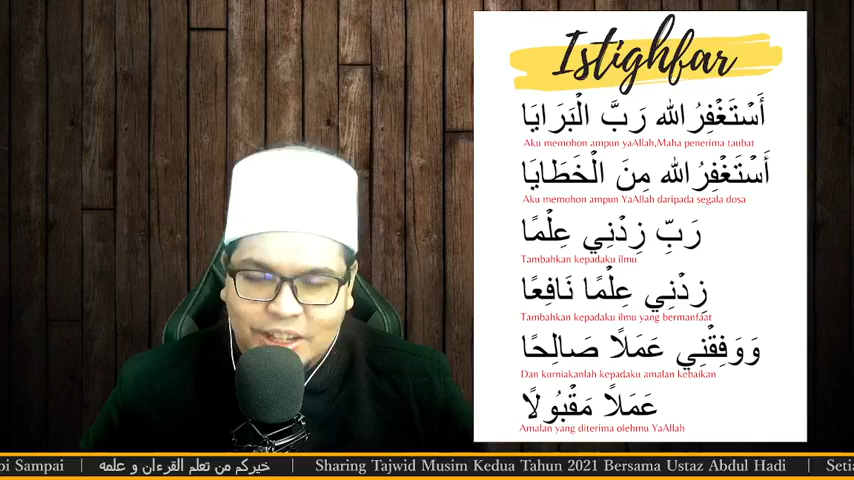 Istighfar
أَسْتَغْفِرُ الله رَبَّ الْبَرَايَا
Aku memohon ampun yaAllah,Maha penerima taubat
أَسْتَغْفِرُ الله مِنَ الْخَطَايَا
Aku memohon ampun YaAllah daripada segala dosa
رَبِّ زِدْنِي عِلْمًا
Tambahkan kepadaku ilmu
زِدْنِي عِلْمًا نَافِعًا
Tambahkan kepadaku ilmu yang bermanfaat
وَوَفِقْنِي عَمَلًا صَالِحًا
Dan kurniakanlah kepadaku amalan kebaikan
عَمَلاً مَقْبُولًا
Amalan yang diterima olehmu YaAllah
Sampai | خيركم من تعلم القرءان و علمه | Sharing Tajwid Musim Kedua Tahun 2021 Bersama Ustaz Abdul Hadi |